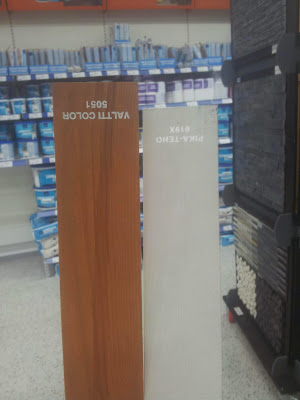 VALTTI COLOR
5051
PIKA-TEHO
619X